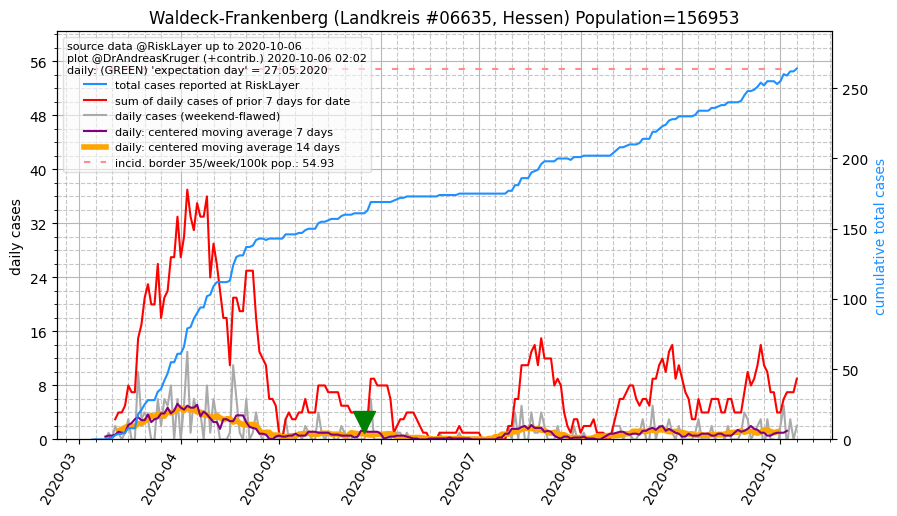 Waldeck-Frankenberg (Landkreis #06635, Hessen) Population=156953
source data @RiskLayer up to 2020-10-06
plot @DrAndreasKruger (+contrib.) 2020-10-06 02:02
daily: (GREEN) 'expectation day' = 27.05.2020
total cases reported at RiskLayer
sum of daily cases of prior 7 days for date
daily cases (weekend-flawed)
daily: centered moving average 7 days
daily: centered moving average 14 days
incid. border 35/week/100k pop.: 54.93
daily cases
56
48
40
32
24
16
8
0
cumulative total cases
250
200
150
100
50
0
2020-03
2020-04
2020-05
2020-06
2020-07
2020-08
2020-09
2020-10